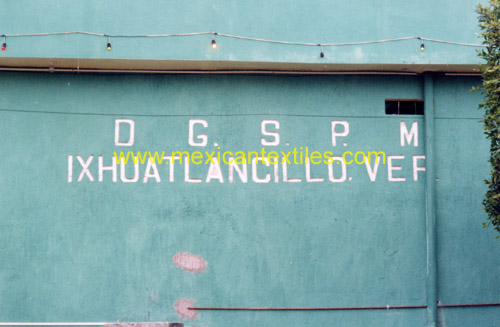 D. G. S. P. M
www.mexicantextiles.com
IXHUATLANCILLO. VER